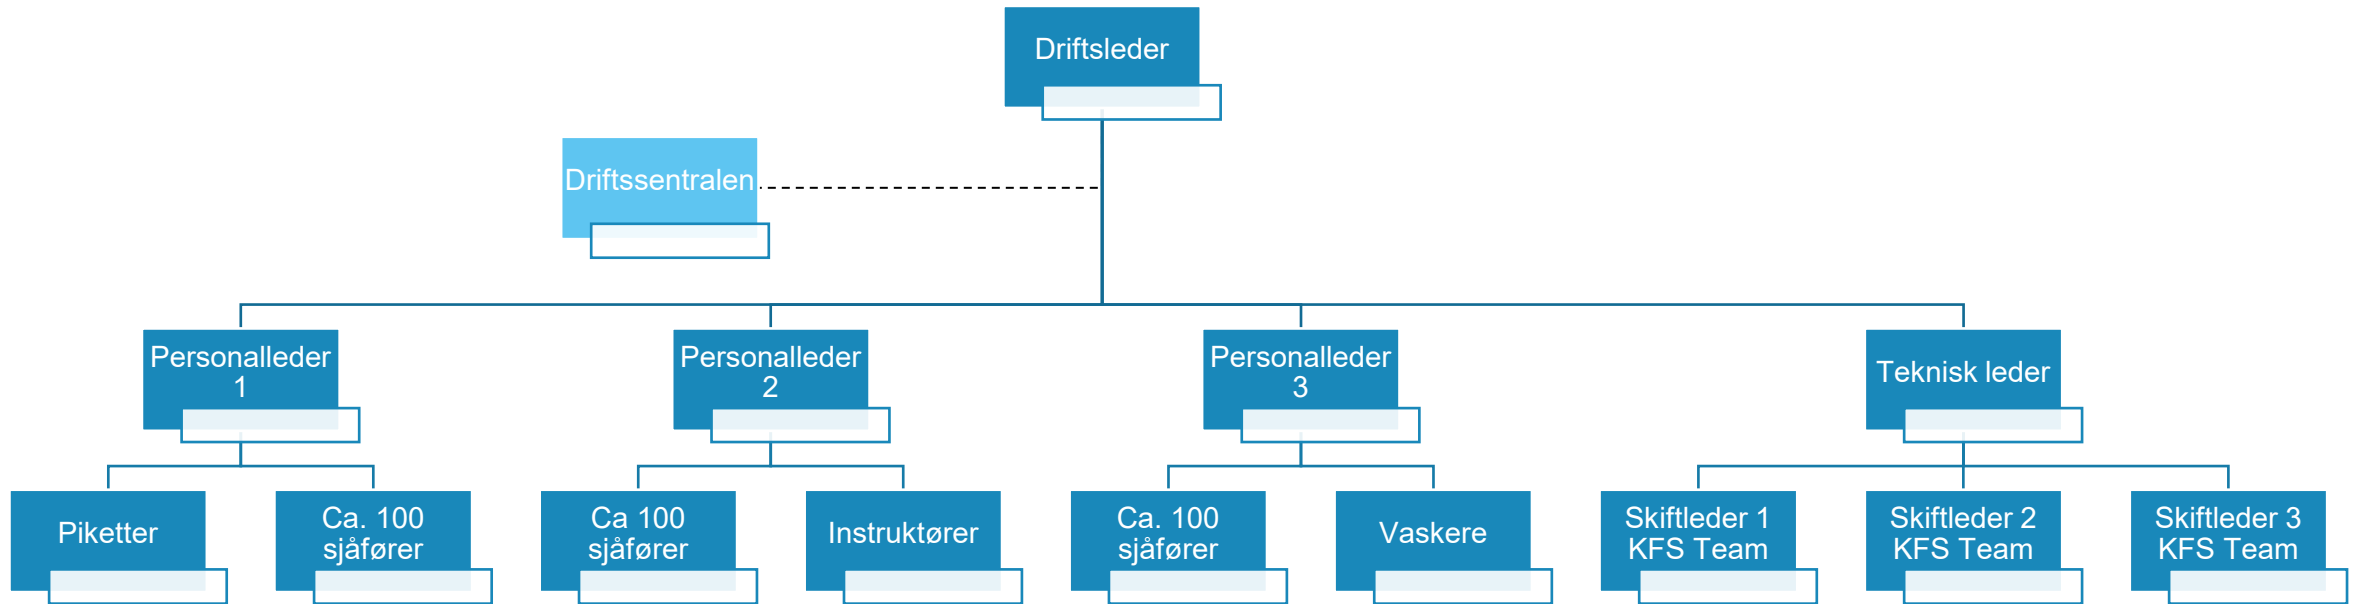 Driftsleder
Driftssentralen
Personalleder
1
Personalleder
2
Personalleder
3
Teknisk leder
Piketter
Ca. 100
sjåfører
Ca 100
sjåfører
Instruktører
Ca. 100
sjåfører
Vaskere
Skiftleder 1
KFS Team
Skiftleder 2
KFS Team
Skiftleder 3
KFS Team